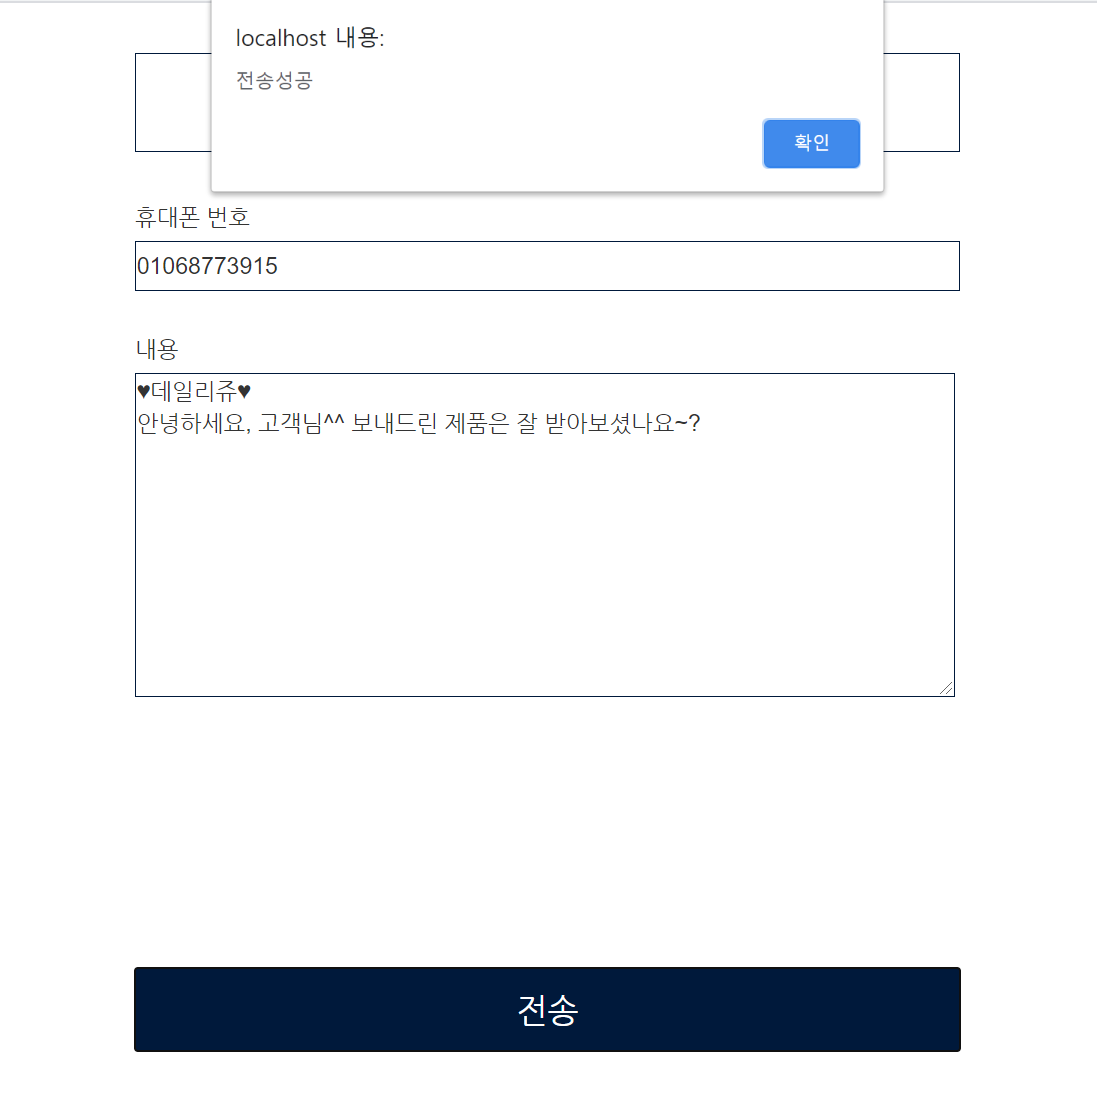 localhost 내용:
전송성공
확인
휴대폰 번호
01068773915
내용
♥데일리쥬♥
안녕하세요, 고객님^^ 보내드린 제품은 잘 받아보셨나요~?
전송